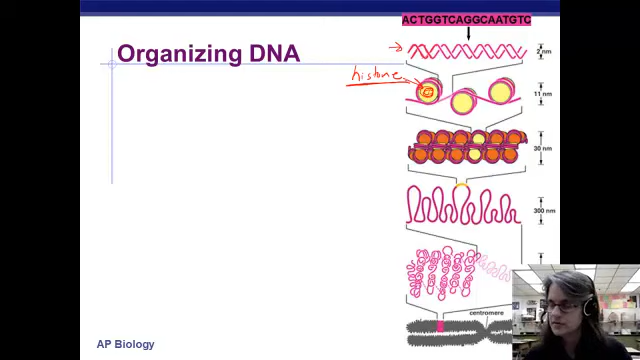 ACTGGTCAGGCAATGTC
Organizing DNA
2 nm
histone
11 nm
30 nm
300 nm
centromere
AP Biology